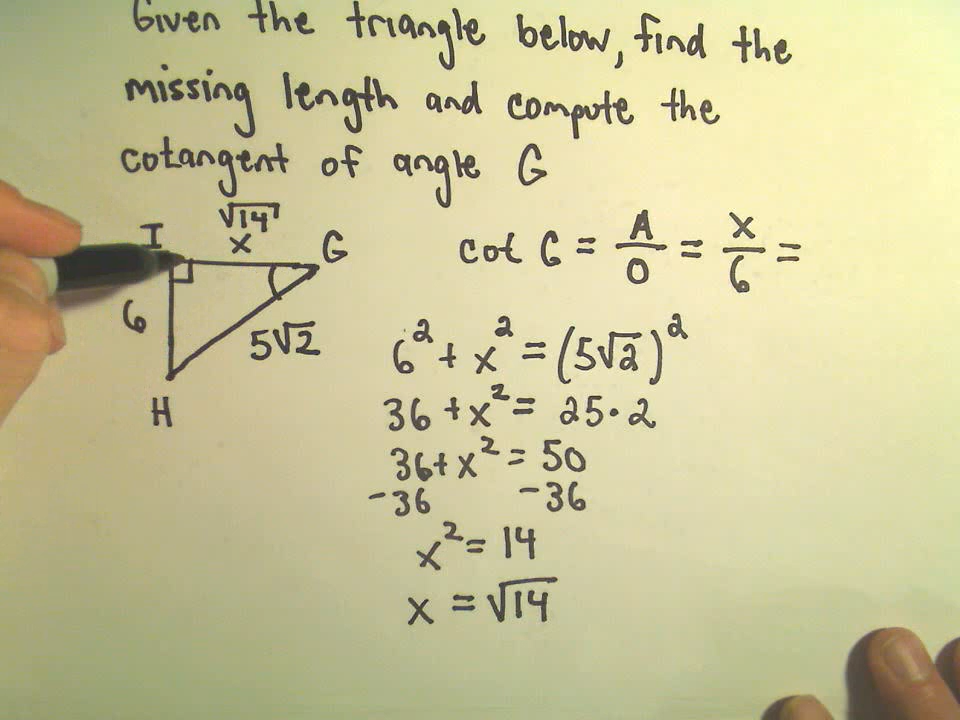 Given the triangle below, find the
missing length and compute the
cotangent of angle G
√14
I x G
6
5√2
H
cot G = A/O = x/6 =
6² + x² = (5√2)²
36 + x² = 25・2
36 + x² = 50
-36 -36
x² = 14
x = √14